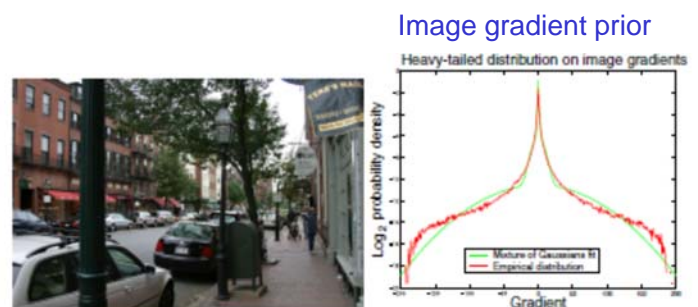 Image gradient prior
Heavy-tailed distribution on image gradients
Log₂ probability density
Mixture of Gaussians fit
Empirical distribution
Gradient